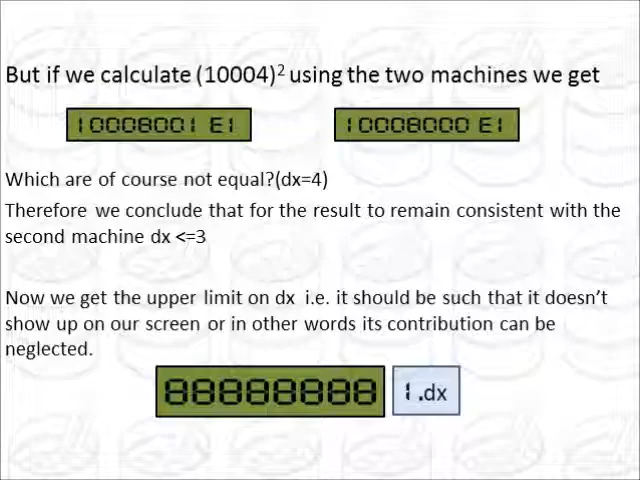 But if we calculate (10004)² using the two machines we get
10008001 E1 10008000 E1
Which are of course not equal?(dx=4)
Therefore we conclude that for the result to remain consistent with the
second machine dx <=3
Now we get the upper limit on dx i.e. it should be such that it doesn't
show up on our screen or in other words its contribution can be
neglected.
88888888 1.dx